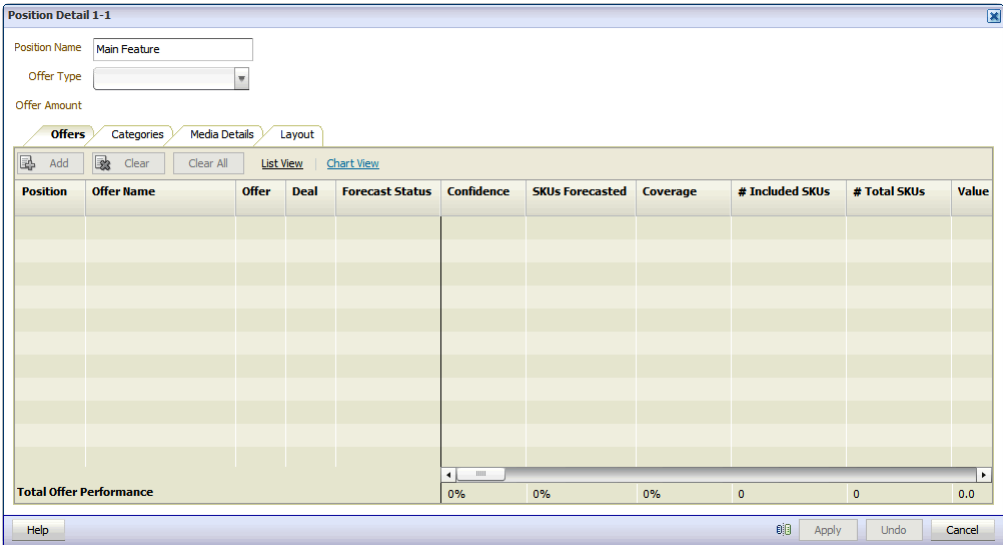 Position Detail 1-1
Position Name Main Feature
Offer Type
Offer Amount
Offers Categories Media Details Layout
Add Clear Clear All List View Chart View
Position Offer Name Offer Deal Forecast Status Confidence SKUs Forecasted Coverage # Included SKUs # Total SKUs Value
Total Offer Performance 0% 0% 0% 0 0 0.0
Help Apply Undo Cancel